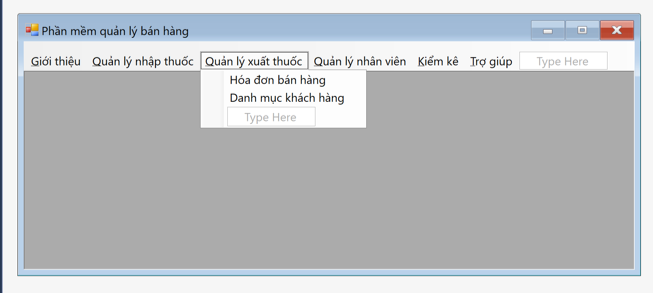 Phần mềm quản lý bán hàng
Giới thiệu Quản lý nhập thuốc Quản lý xuất thuốc Quản lý nhân viên Kiểm kê Trợ giúp Type Here
Hóa đơn bán hàng
Danh mục khách hàng
Type Here